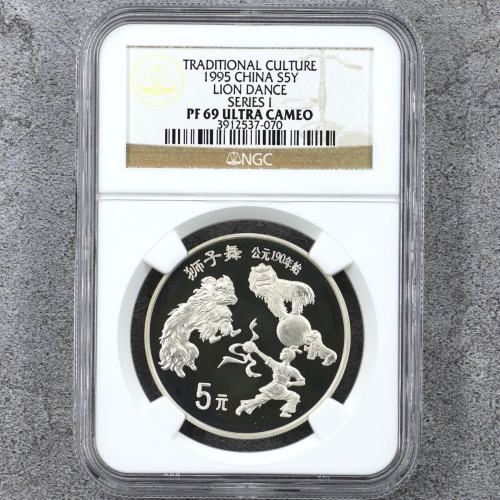 TRADITIONAL CULTURE
1995 CHINA S5Y
LION DANCE
SERIES I
PF 69 ULTRA CAMEO
3912537-070
NGC
狮子舞 公元190年始
5元